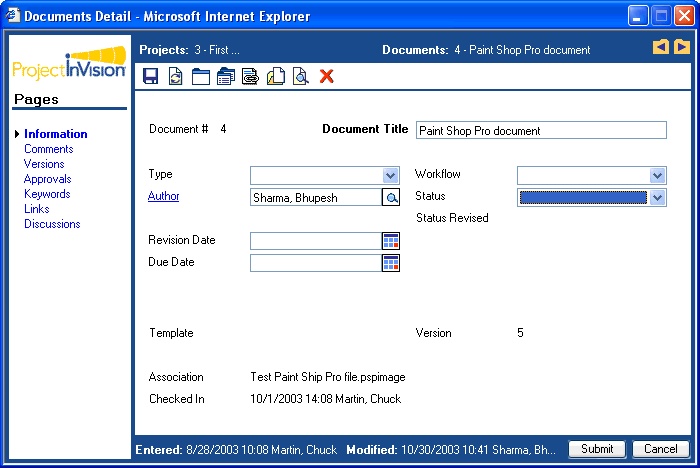 Documents Detail - Microsoft Internet Explorer
ProjectinVision
Projects: 3 - First ... Documents: 4 - Paint Shop Pro document
Pages
Information
Comments
Versions
Approvals
Keywords
Links
Discussions
Document # 4 Document Title Paint Shop Pro document
Type Workflow
Author Sharma, Bhupesh Status
Status Revised
Revision Date
Due Date
Template Version 5
Association Test Paint Ship Pro file.pspimage
Checked In 10/1/2003 14:08 Martin, Chuck
Entered: 8/28/2003 10:08 Martin, Chuck Modified: 10/30/2003 10:41 Sharma, Bh... Submit Cancel